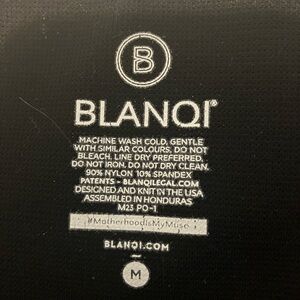 B
BLANQI®
MACHINE WASH COLD, GENTLE
WITH SIMILAR COLOURS, DO NOT
BLEACH. LINE DRY PREFERRED.
DO NOT IRON. DO NOT DRY CLEAN.
90% NYLON 10% SPANDEX
PATENTS - BLANQILEGAL.COM
DESIGNED AND KNIT IN THE USA
ASSEMBLED IN HONDURAS
M23 PO-1
#MotherhoodIsMyMuse
BLANQI.COM
M